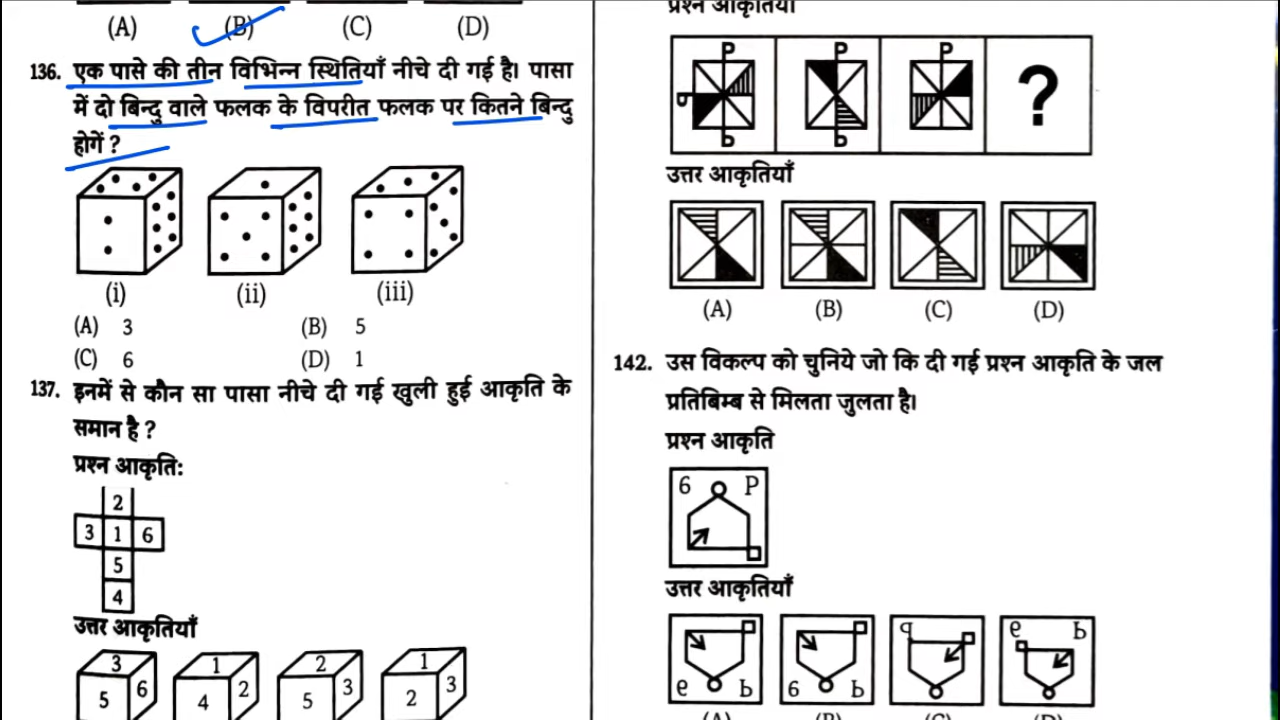 (A) (B) (C) (D)
136. एक पासे की तीन विभिन्न स्थितियाँ नीचे दी गई है। पासा
में दो बिन्दु वाले फलक के विपरीत फलक पर कितने बिन्दु
होगें ?
(i) (ii) (iii)
(A) 3 (B) 5
(C) 6 (D) 1
137. इनमें से कौन सा पासा नीचे दी गई खुली हुई आकृति के
समान है ?
प्रश्न आकृति:
2
3 1 6
5
4
उत्तर आकृतियाँ
3 5 6 1 4 2 2 5 3 1 2 3
प्रश्न आकृतियाँ
?
उत्तर आकृतियाँ
(A) (B) (C) (D)
142. उस विकल्प को चुनिये जो कि दी गई प्रश्न आकृति के जल
प्रतिबिम्ब से मिलता जुलता है।
प्रश्न आकृति
6 P
उत्तर आकृतियाँ
(A) (B) (C) (D)